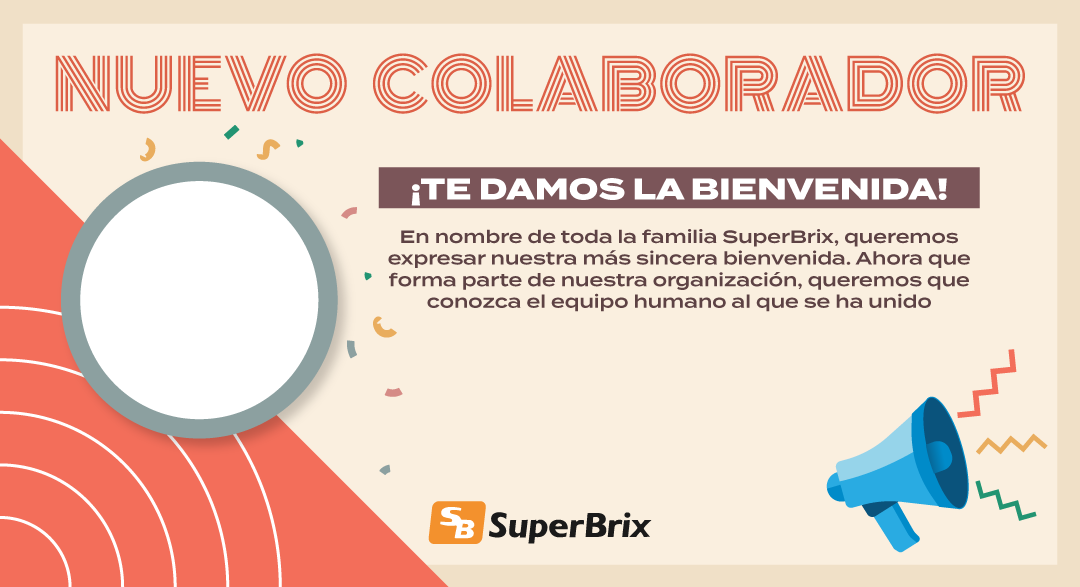 NUEVO COLABORADOR
¡TE DAMOS LA BIENVENIDA!
En nombre de toda la familia SuperBrix, queremos
expresar nuestra más sincera bienvenida. Ahora que
forma parte de nuestra organización, queremos que
conozca el equipo humano al que se ha unido
SB SuperBrix